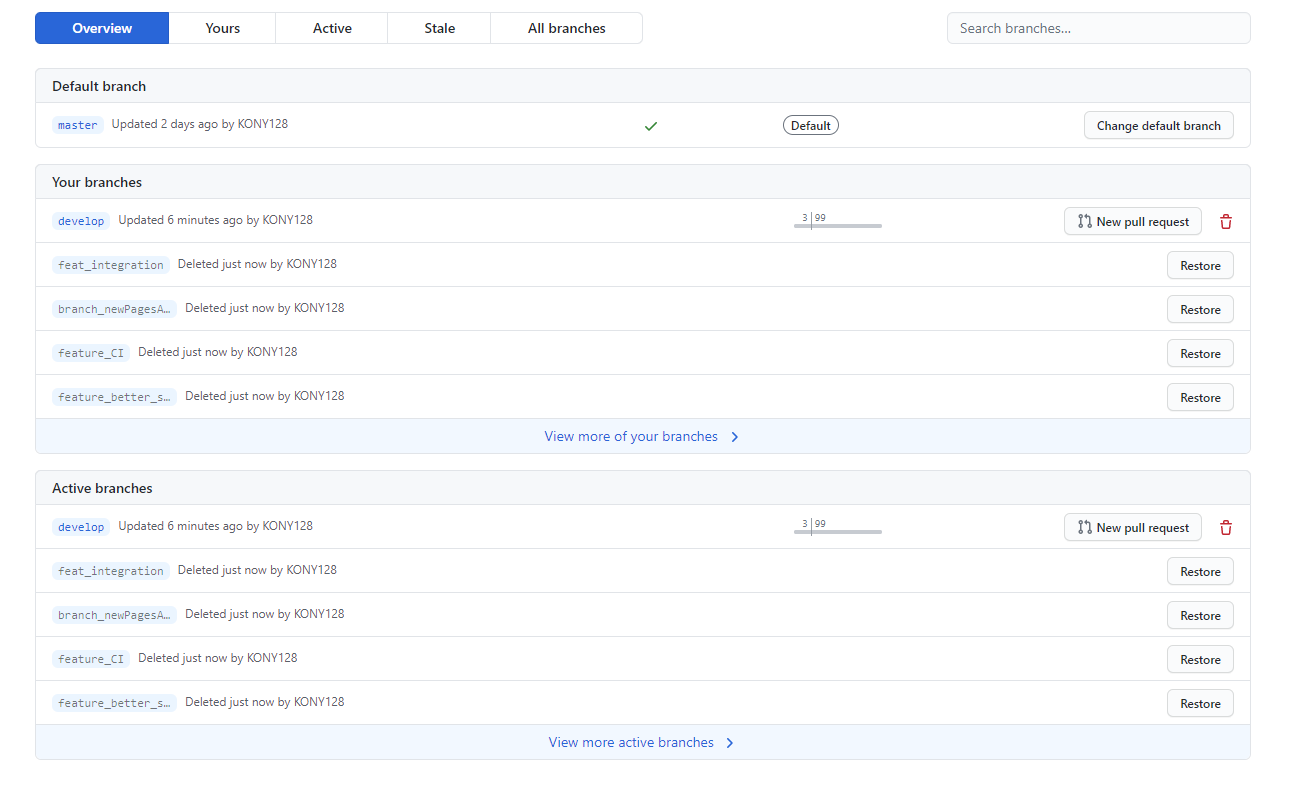 Overview Yours Active Stale All branches Search branches...
Default branch
master Updated 2 days ago by KONY128 Default Change default branch
Your branches
develop Updated 6 minutes ago by KONY128 3 99 New pull request
feat_integration Deleted just now by KONY128 Restore
branch_newPagesA… Deleted just now by KONY128 Restore
feature_CI Deleted just now by KONY128 Restore
feature_better_s… Deleted just now by KONY128 Restore
View more of your branches
Active branches
develop Updated 6 minutes ago by KONY128 3 99 New pull request
feat_integration Deleted just now by KONY128 Restore
branch_newPagesA… Deleted just now by KONY128 Restore
feature_CI Deleted just now by KONY128 Restore
feature_better_s… Deleted just now by KONY128 Restore
View more active branches